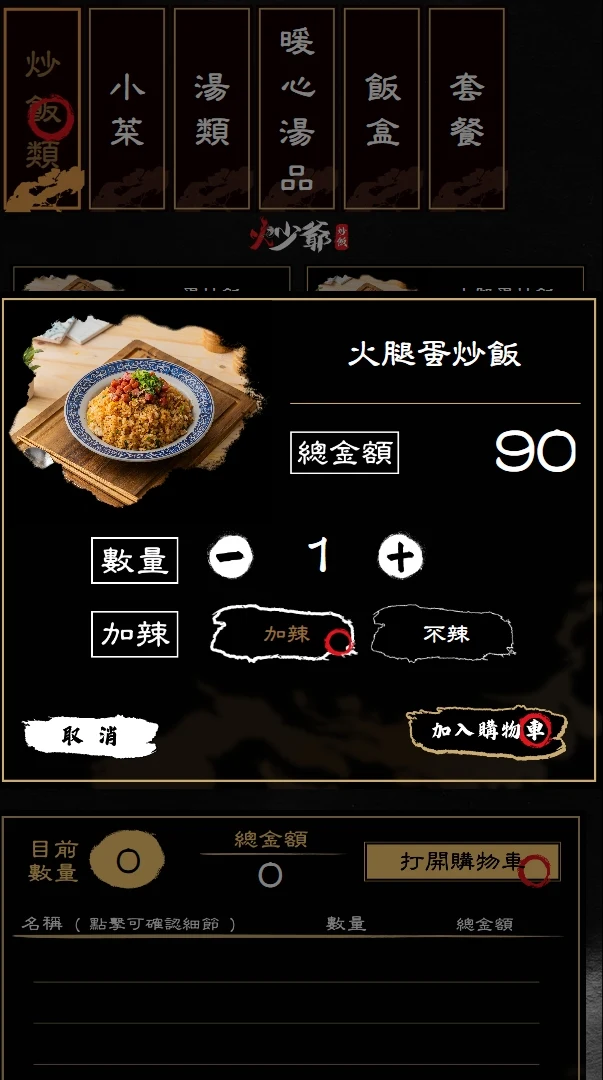 炒飯類
小菜
湯類
暖心湯品
飯盒
套餐
炒少爺
炒飯
火腿蛋炒飯
總金額
90
數量
1
加辣
加辣
不辣
取消
加入購物車
目前數量
0
總金額
0
打開購物車
名稱 ( 點擊可確認細節 )
數量
總金額